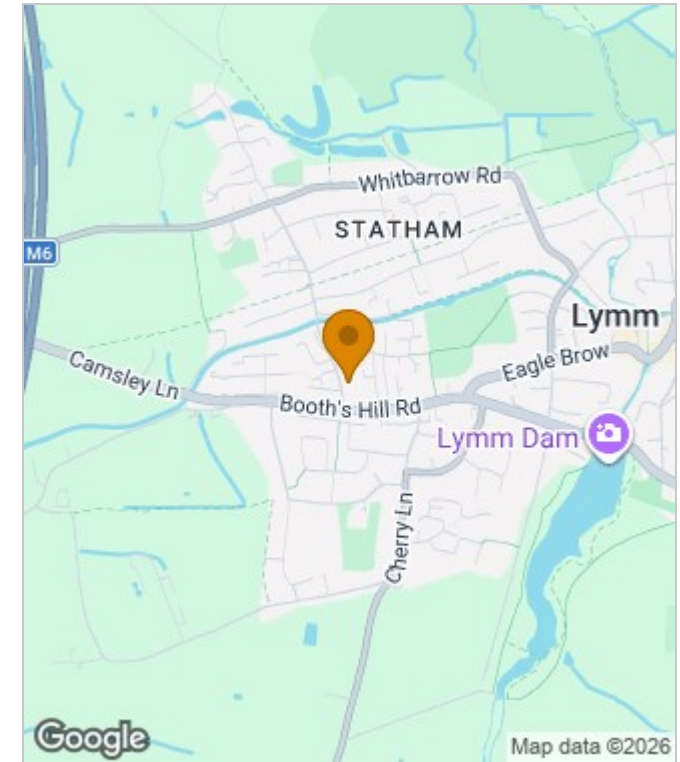 Whitbarrow Rd
STATHAM
M6
Lymm
Camsley Ln
Eagle Brow
Booth's Hill Rd
Lymm Dam
Cherry Ln
Google
Map data ©2026